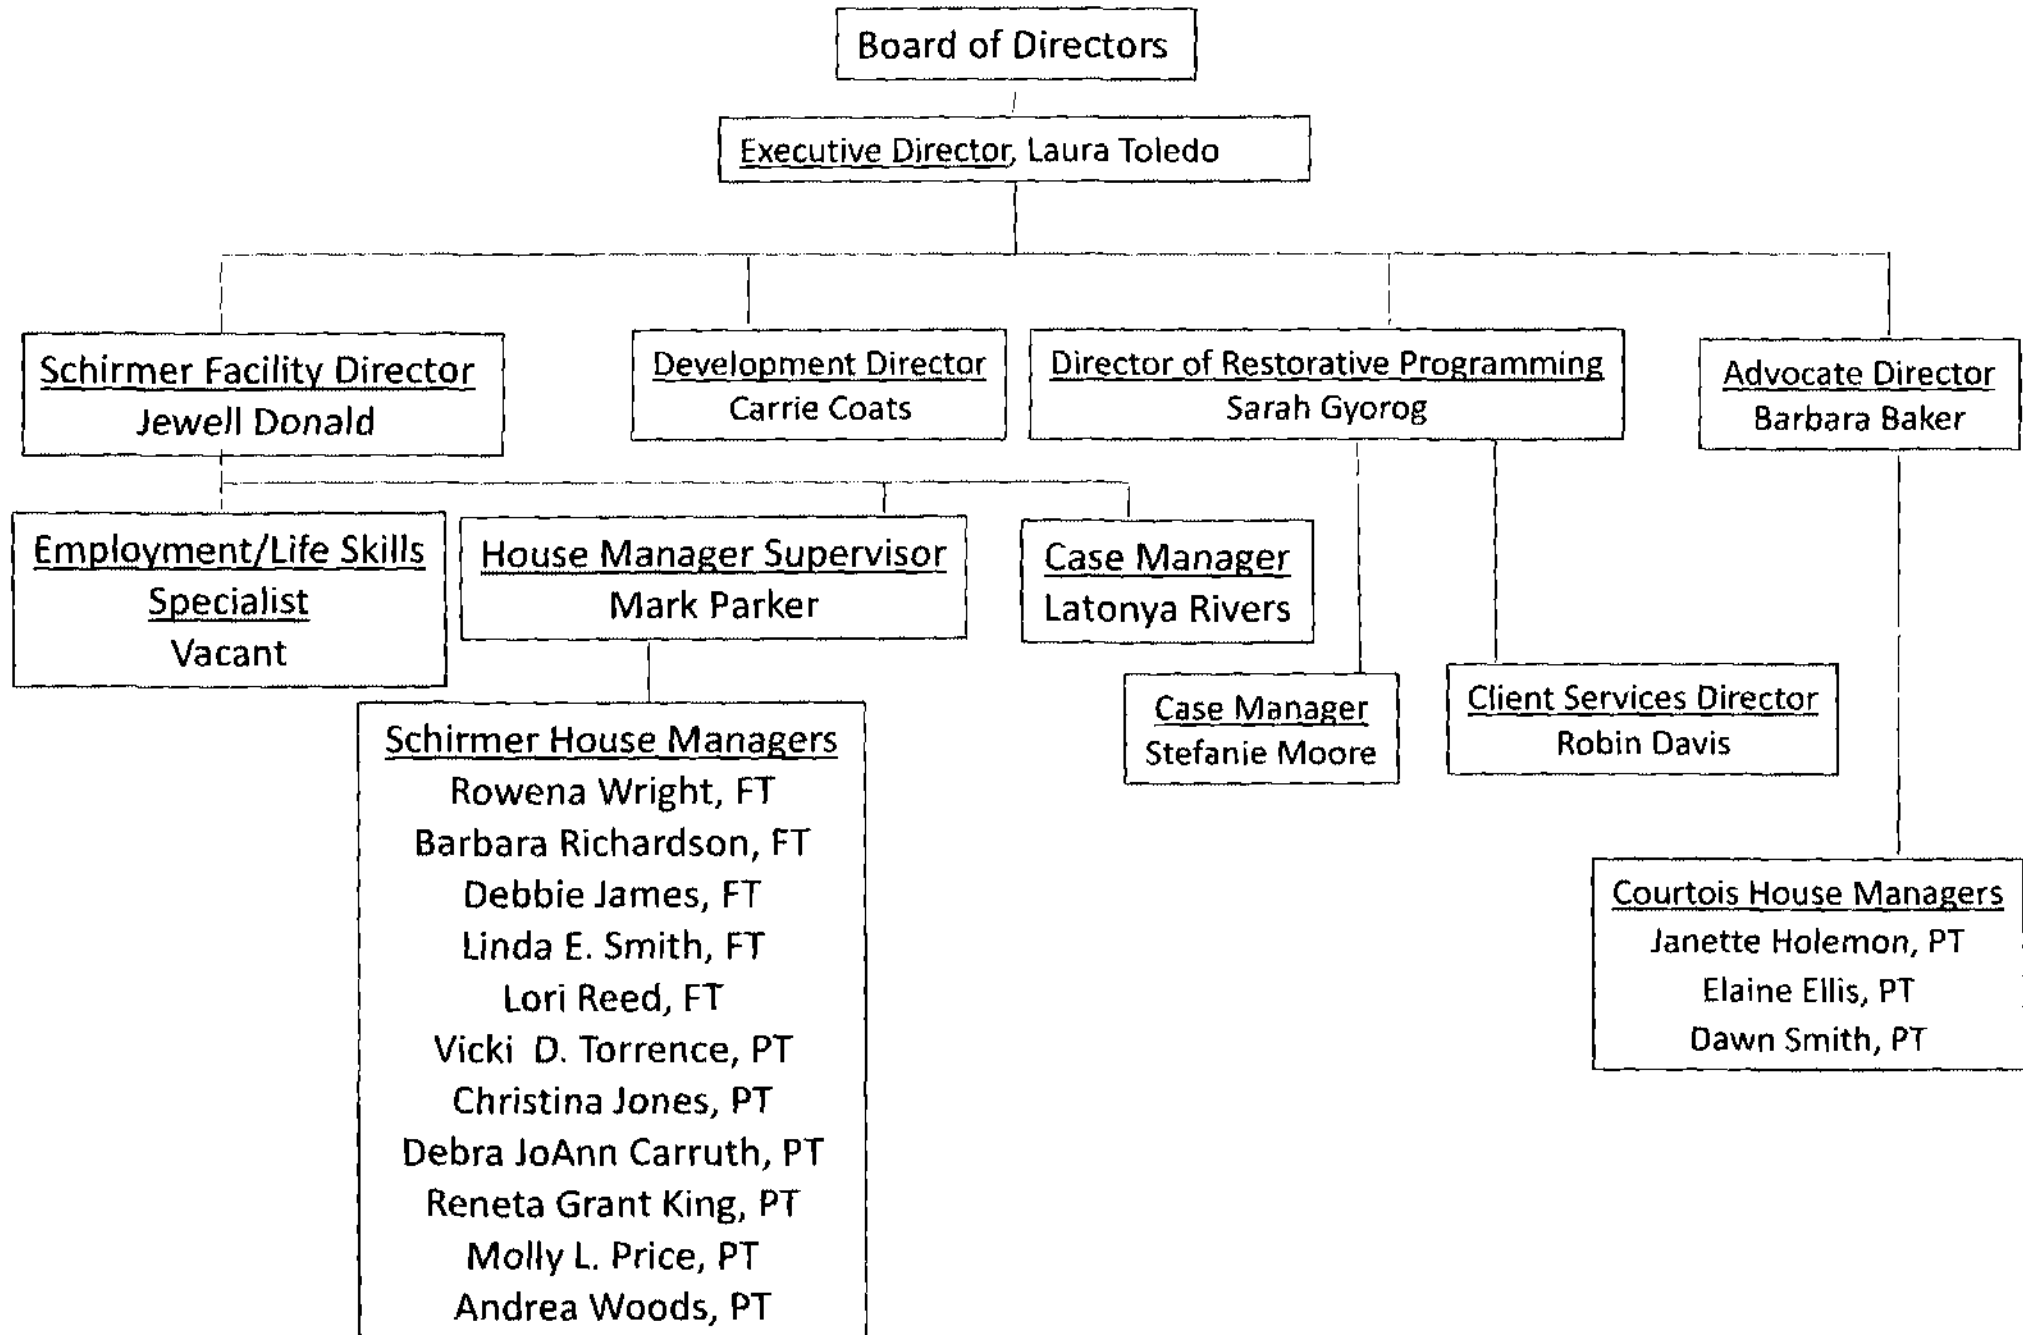 Board of Directors
Executive Director, Laura Toledo
Schirmer Facility Director
Jewell Donald
Development Director
Carrie Coats
Director of Restorative Programming
Sarah Gyorog
Advocate Director
Barbara Baker
Employment/Life Skills
Specialist
Vacant
House Manager Supervisor
Mark Parker
Case Manager
Latonya Rivers
Case Manager
Stefanie Moore
Client Services Director
Robin Davis
Schirmer House Managers
Rowena Wright, FT
Barbara Richardson, FT
Debbie James, FT
Linda E. Smith, FT
Lori Reed, FT
Vicki  D. Torrence, PT
Christina Jones, PT
Debra JoAnn Carruth, PT
Reneta Grant King, PT
Molly L. Price, PT
Andrea Woods, PT
Courtois House Managers
Janette Holemon, PT
Elaine Ellis, PT
Dawn Smith, PT